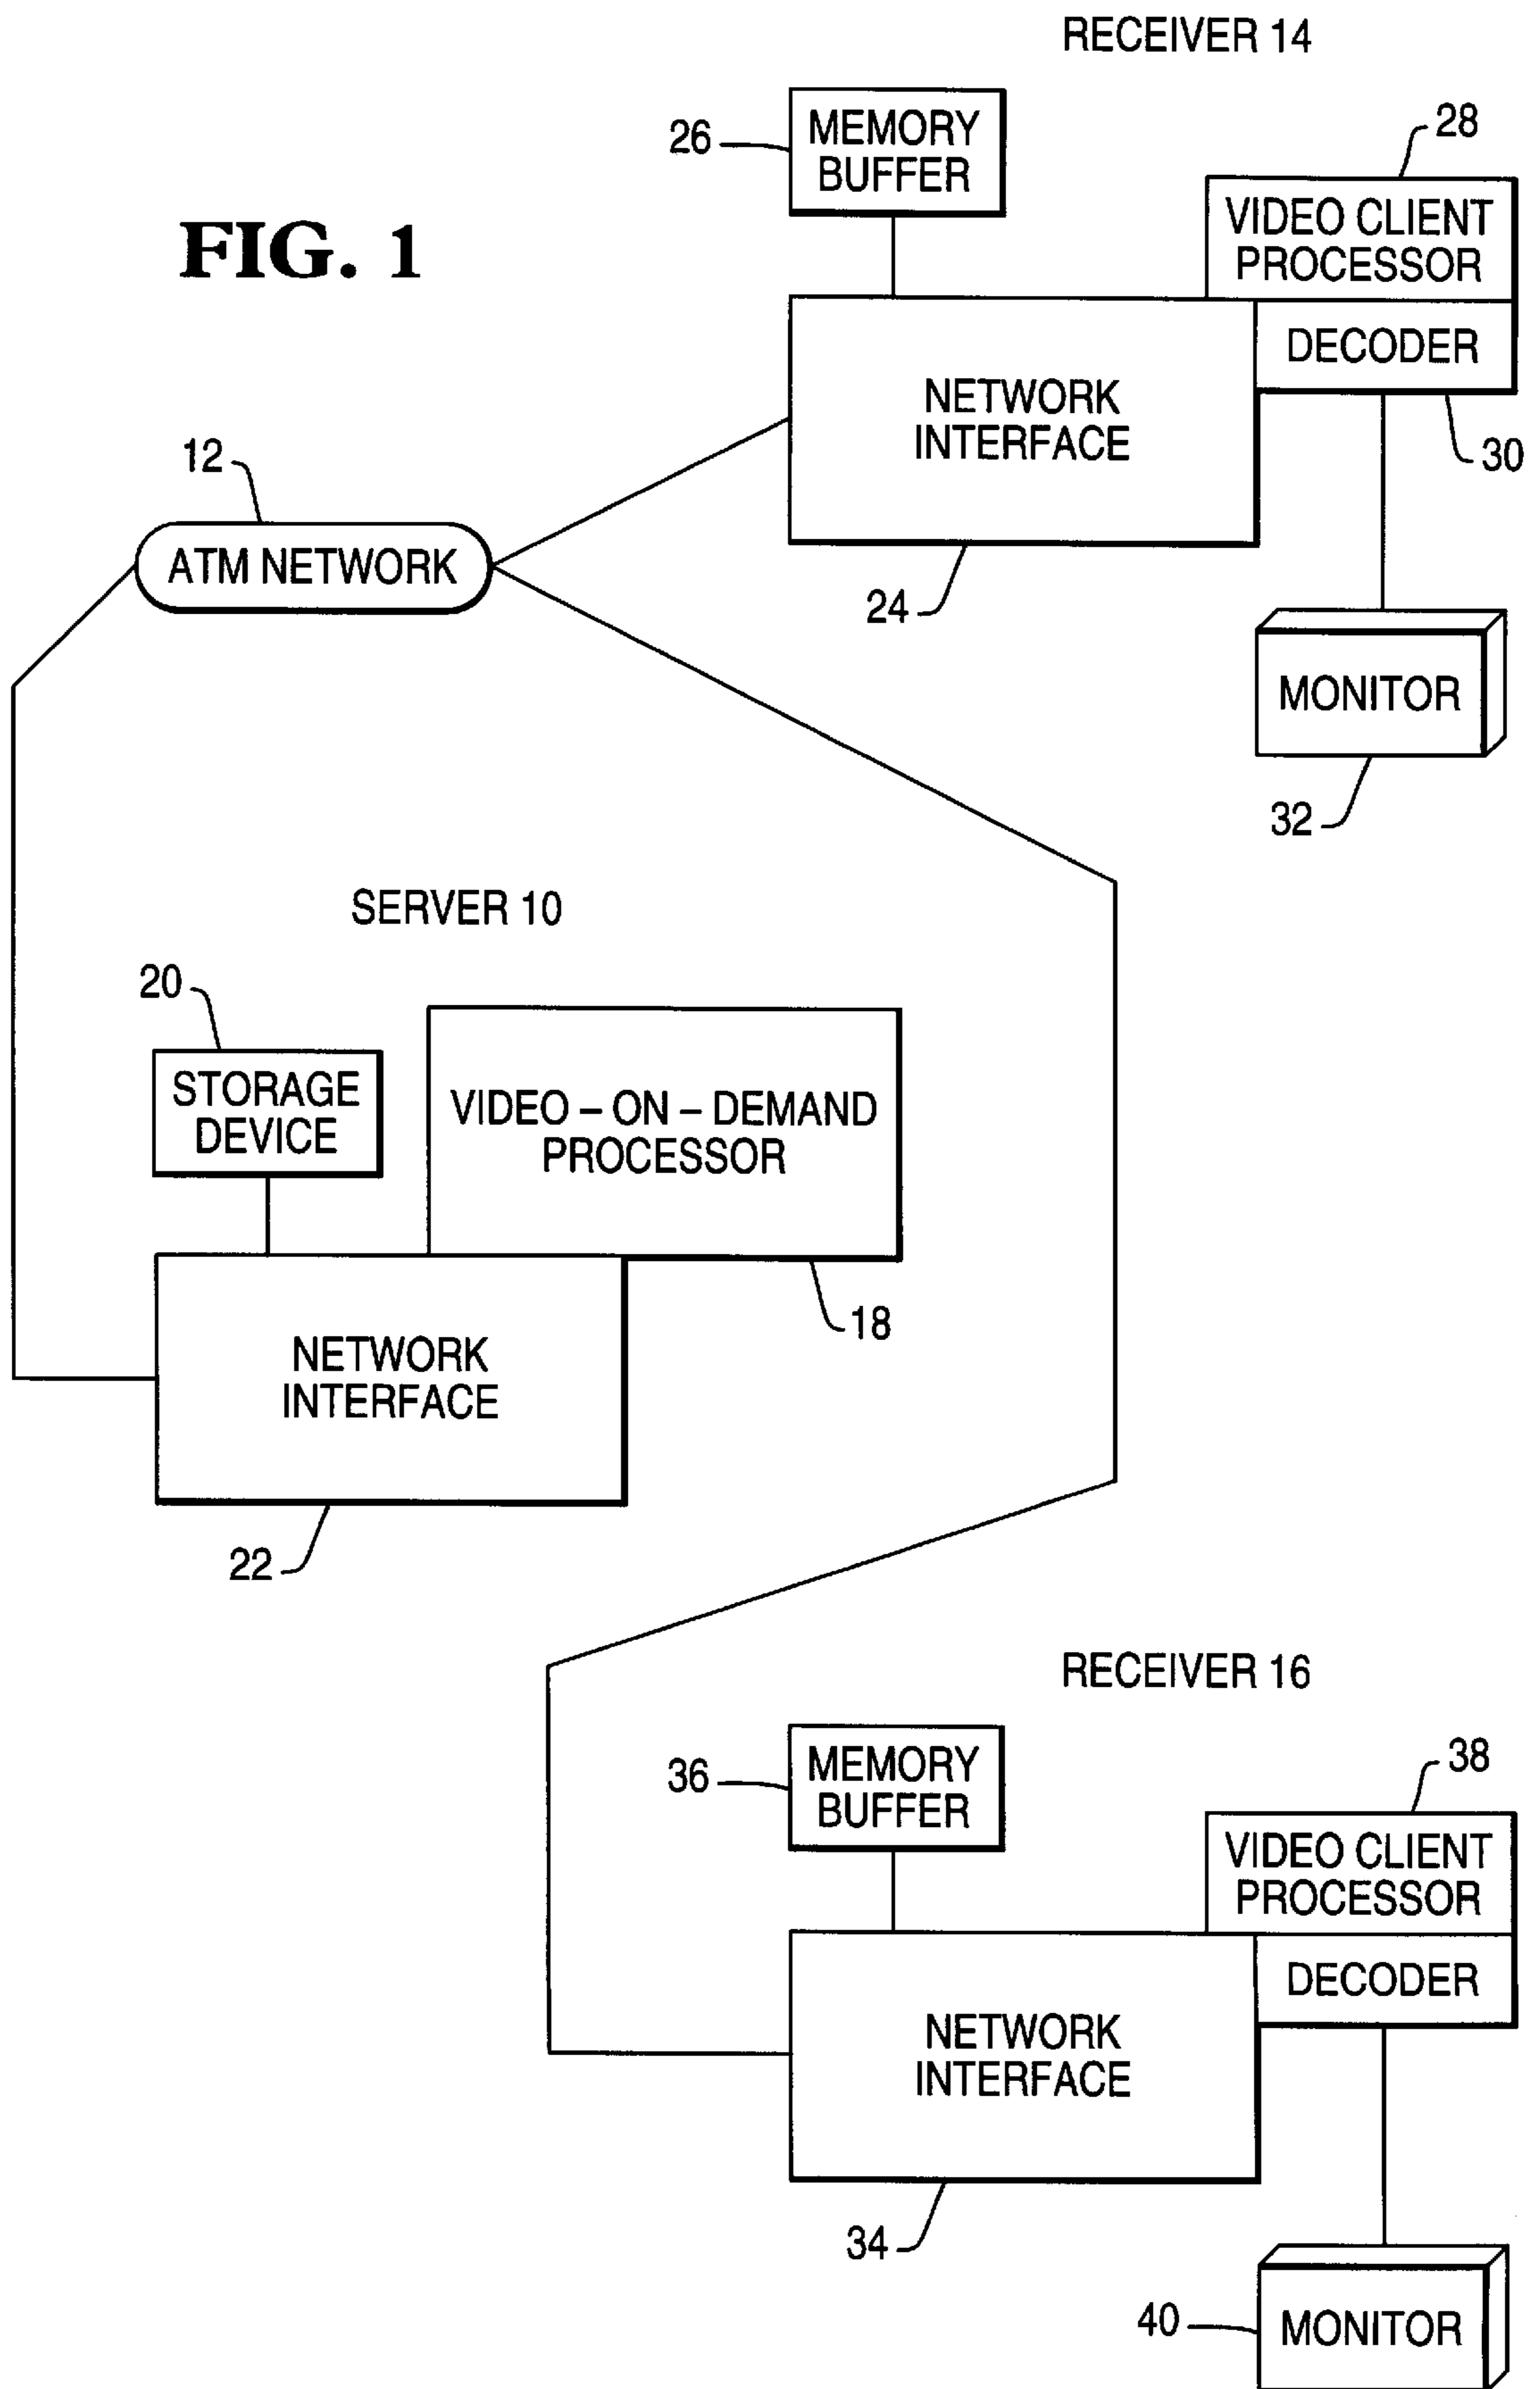 RECEIVER 14
26
MEMORY
BUFFER
28
VIDEO CLIENT
PROCESSOR
FIG. 1
DECODER
NETWORK
INTERFACE
30
12
ATM NETWORK
24
MONITOR
32
SERVER 10
20
STORAGE
DEVICE
VIDEO – ON – DEMAND
PROCESSOR
18
NETWORK
INTERFACE
22
RECEIVER 16
36
MEMORY
BUFFER
38
VIDEO CLIENT
PROCESSOR
DECODER
NETWORK
INTERFACE
34
40
MONITOR